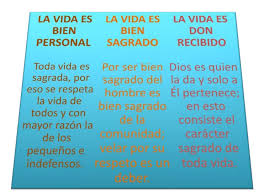 LA VIDA ES
BIEN
PERSONAL
Toda vida es
sagrada, por
eso se respeta
la vida de
todos y con
mayor razón la
de los
pequeños e
indefensos.
LA VIDA ES
BIEN
SAGRADO
Por ser bien
sagrado del
hombre es
bien sagrado
de la
comunidad;
velar por su
respeto es un
deber.
LA VIDA ES
DON
RECIBIDO
Dios es quien
la da y solo a
Él pertenece;
en esto
consiste el
carácter
sagrado de
toda vida.